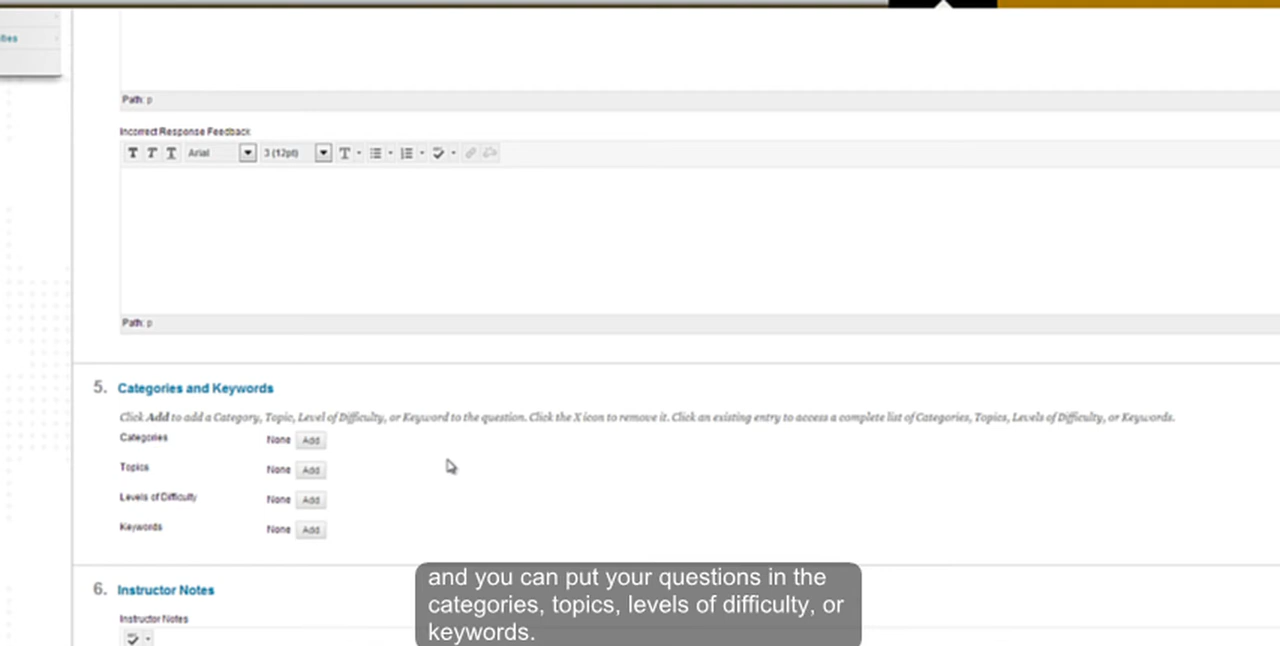 Path: p
Incorrect Response Feedback
T T T Arial 3 (12pt) T
Path: p
5. Categories and Keywords
Click Add to add a Category, Topic, Level of Difficulty, or Keyword to the question. Click the X icon to remove it. Click an existing entry to access a complete list of Categories, Topics, Levels of Difficulty, or Keywords.
Categories None Add
Topics None Add
Levels of Difficulty None Add
Keywords None Add
6. Instructor Notes
Instructor Notes
and you can put your questions in the
categories, topics, levels of difficulty, or
keywords.